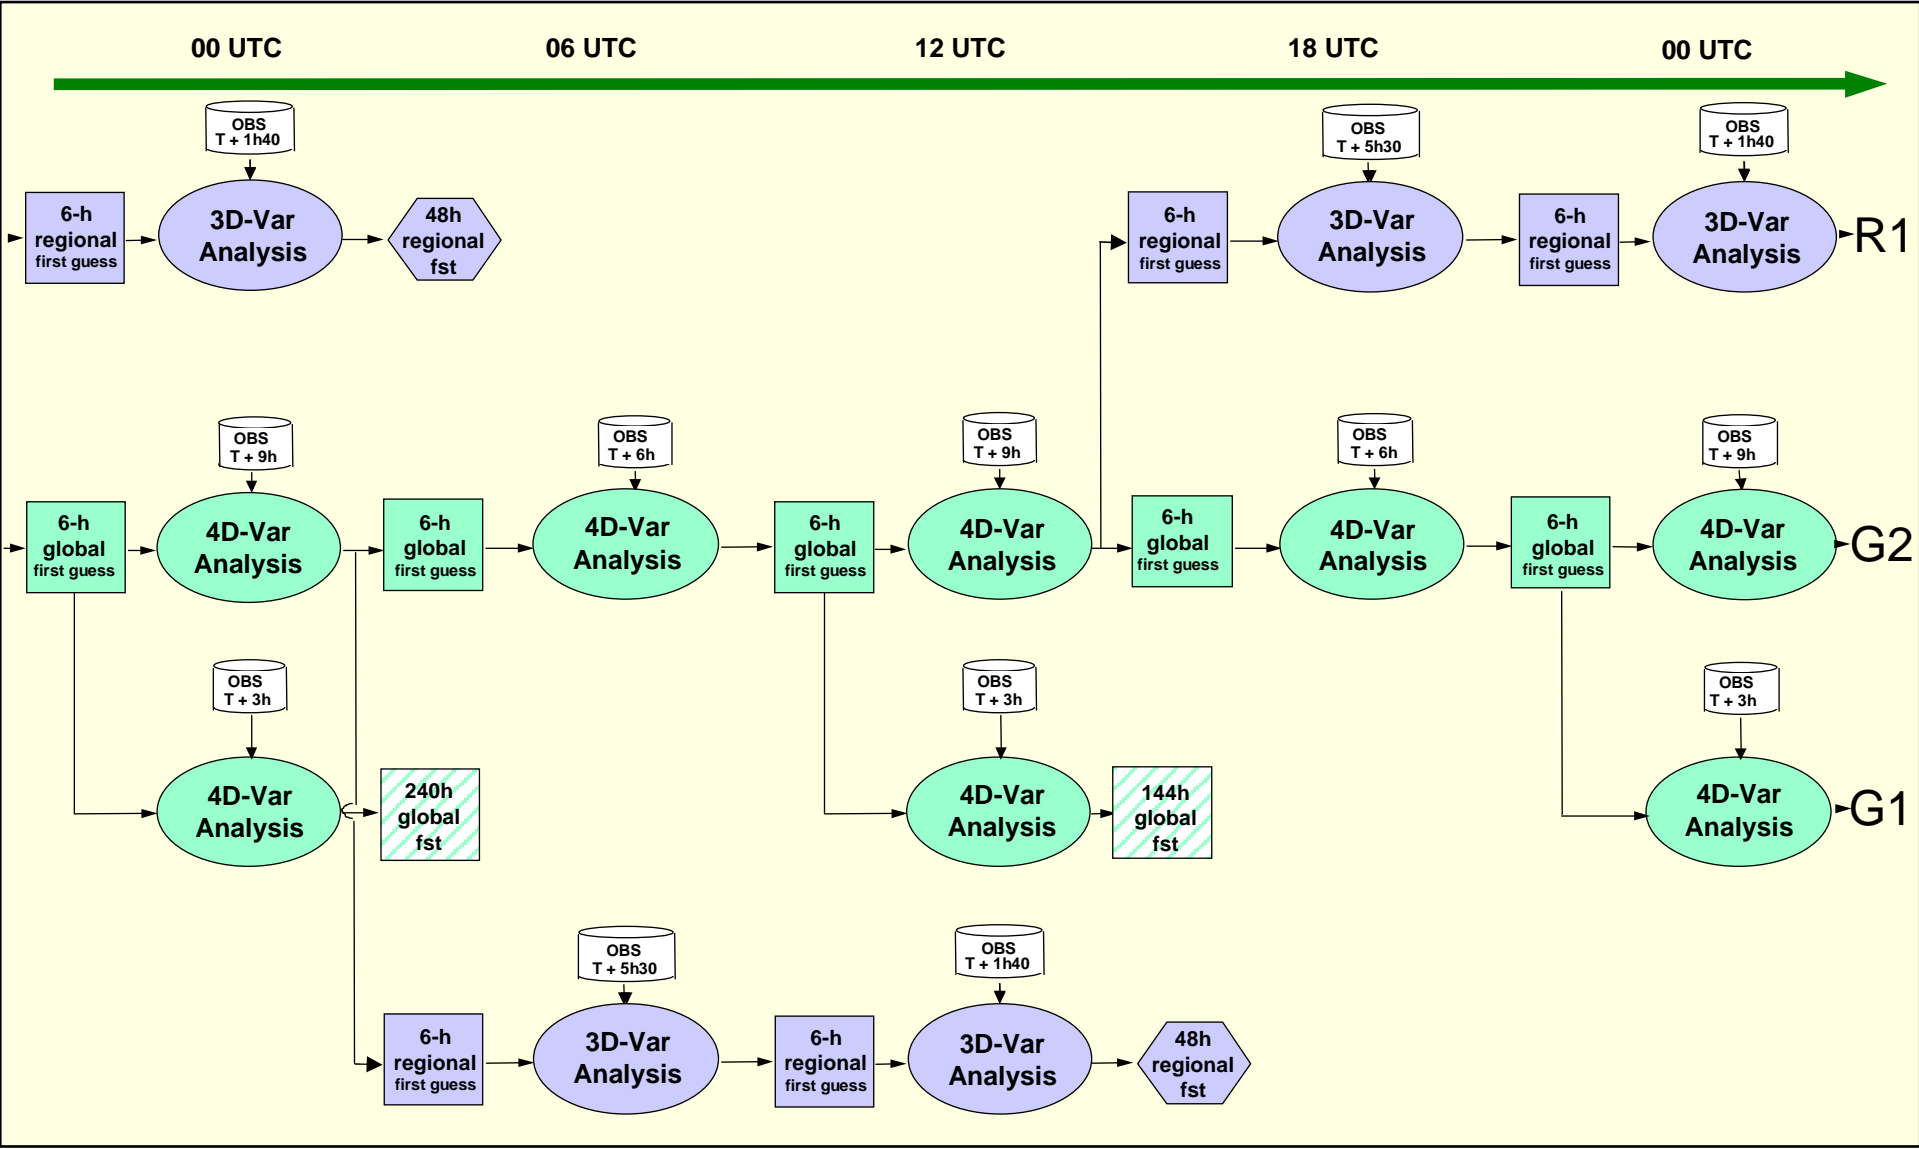 00 UTC
06 UTC
12 UTC
18 UTC
00 UTC
OBS
T + 1h40
OBS
T + 5h30
OBS
T + 1h40
6-h
regional
first guess
3D-Var
Analysis
48h
regional
fst
6-h
regional
first guess
3D-Var
Analysis
6-h
regional
first guess
3D-Var
Analysis
R1
OBS
T + 9h
OBS
T + 6h
OBS
T + 9h
OBS
T + 6h
OBS
T + 9h
6-h
global
first guess
4D-Var
Analysis
6-h
global
first guess
4D-Var
Analysis
6-h
global
first guess
4D-Var
Analysis
6-h
global
first guess
4D-Var
Analysis
6-h
global
first guess
4D-Var
Analysis
G2
OBS
T + 3h
OBS
T + 3h
OBS
T + 3h
4D-Var
Analysis
240h
global
fst
4D-Var
Analysis
144h
global
fst
4D-Var
Analysis
G1
OBS
T + 5h30
OBS
T + 1h40
6-h
regional
first guess
3D-Var
Analysis
6-h
regional
first guess
3D-Var
Analysis
48h
regional
fst